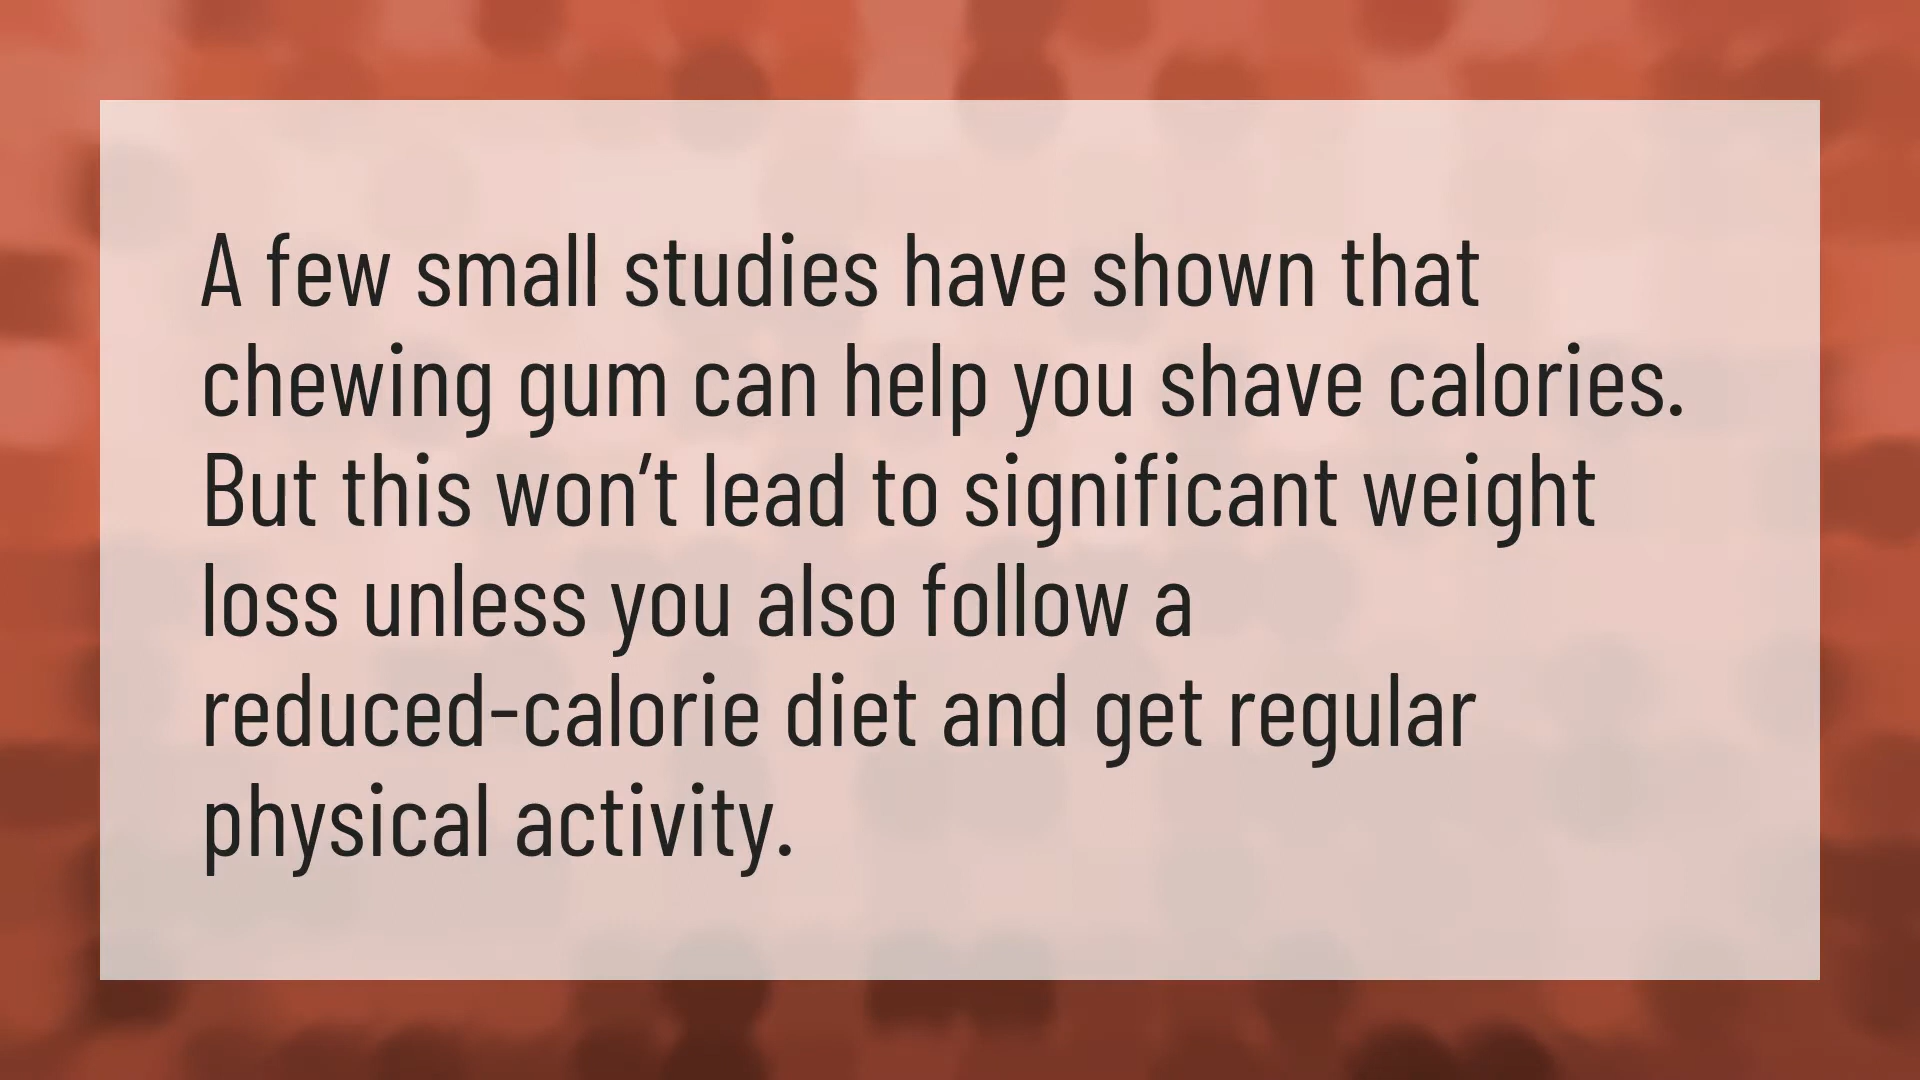 A few small studies have shown that
chewing gum can help you shave calories.
But this won’t lead to significant weight
loss unless you also follow a
reduced-calorie diet and get regular
physical activity.